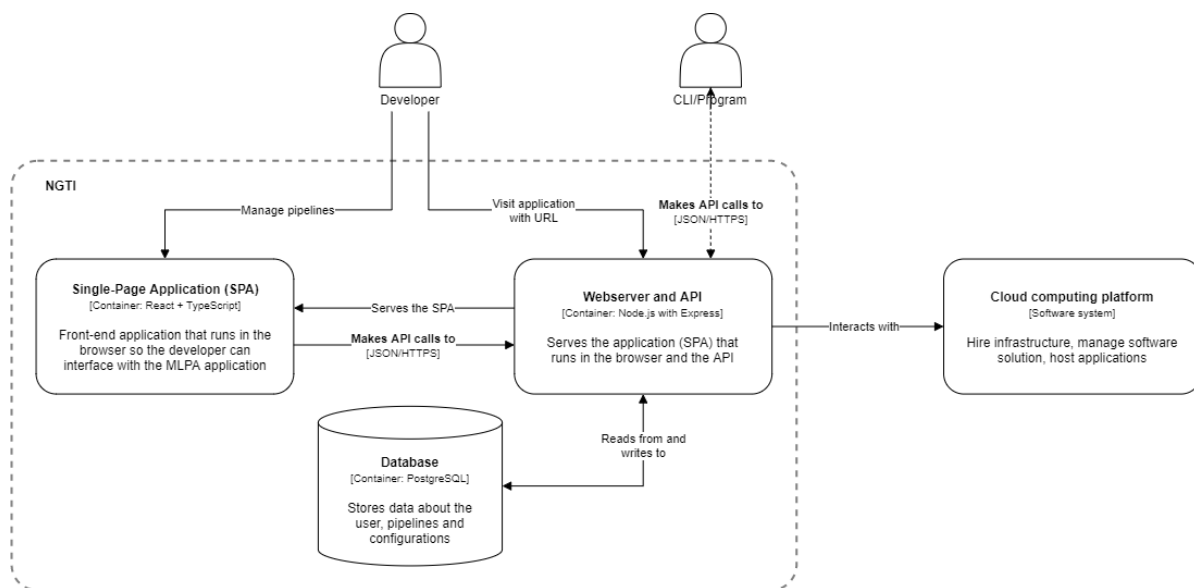 Developer
CLI/Program
NGTI
Manage pipelines
Visit application
with URL
Makes API calls to
[JSON/HTTPS]
Single-Page Application (SPA)
[Container: React + TypeScript]
Front-end application that runs in the
browser so the developer can
interface with the MLPA application
Serves the SPA
Makes API calls to
[JSON/HTTPS]
Webserver and API
[Container: Node.js with Express]
Serves the application (SPA) that
runs in the browser and the API
Interacts with
Cloud computing platform
[Software system]
Hire infrastructure, manage software
solution, host applications
Reads from and
writes to
Database
[Container: PostgreSQL]
Stores data about the
user, pipelines and
configurations